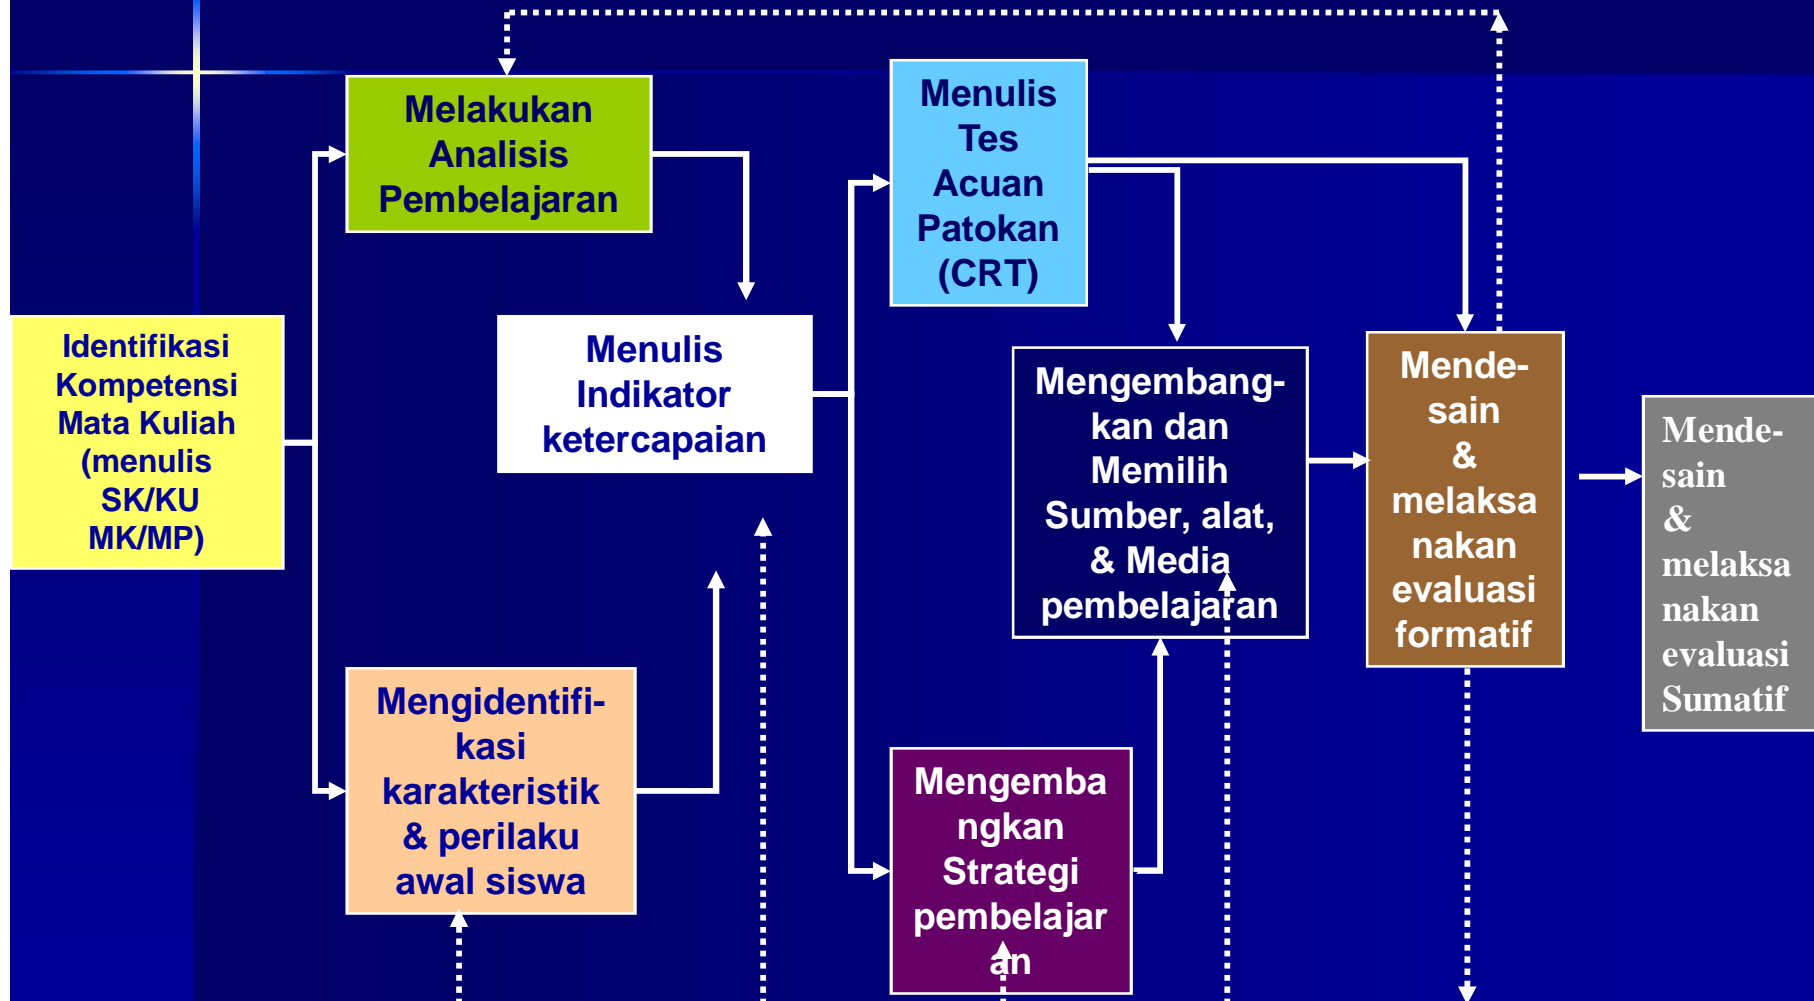 Melakukan
Analisis
Pembelajaran
Menulis
Tes
Acuan
Patokan
(CRT)
Identifikasi
Kompetensi
Mata Kuliah
(menulis
SK/KU
MK/MP)
Menulis
Indikator
ketercapaian
Mengembang-
kan dan
Memilih
Sumber, alat,
& Media
pembelajaran
Mende-
sain
&
melaksa
nakan
evaluasi
formatif
Mende-
sain
&
melaksa
nakan
evaluasi
Sumatif
Mengidentifi-
kasi
karakteristik
& perilaku
awal siswa
Mengemba
ngkan
Strategi
pembelajar
an